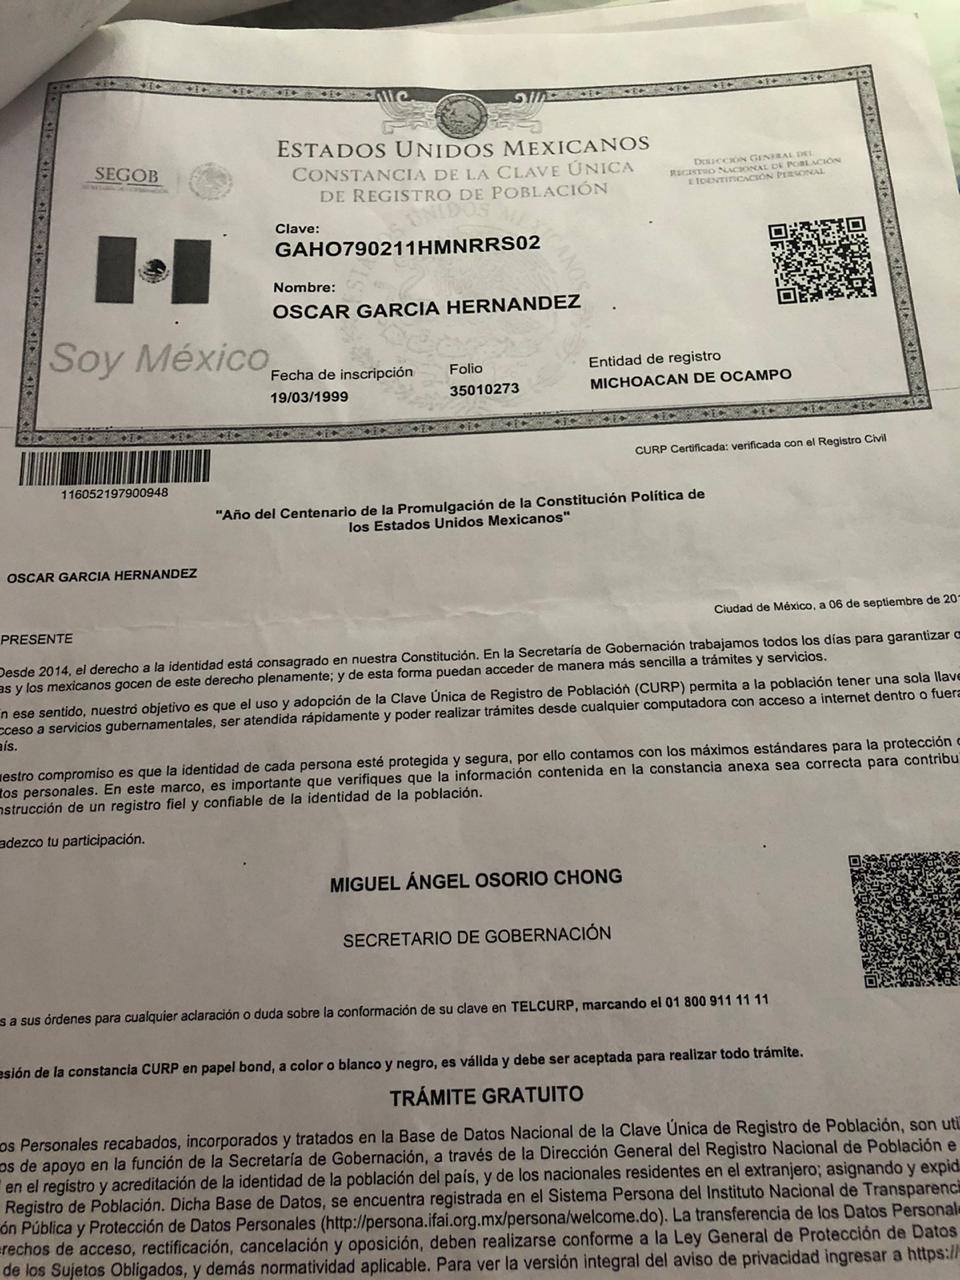 ESTADOS UNIDOS MEXICANOS
CONSTANCIA DE LA CLAVE ÚNICA
DE REGISTRO DE POBLACIÓN
SEGOB
DIRECCIÓN GENERAL DEL
REGISTRO NACIONAL DE POBLACIÓN
E IDENTIFICACIÓN PERSONAL
Clave:
GAHO790211HMNRRS02
Nombre:
OSCAR GARCIA HERNANDEZ
Soy México
Fecha de inscripción
19/03/1999
Folio
35010273
Entidad de registro
MICHOACAN DE OCAMPO
CURP Certificada: verificada con el Registro Civil
116052197900948
"Año del Centenario de la Promulgación de la Constitución Política de
los Estados Unidos Mexicanos"
OSCAR GARCIA HERNANDEZ
Ciudad de México, a 06 de septiembre de 20
PRESENTE
Desde 2014, el derecho a la identidad está consagrado en nuestra Constitución. En la Secretaría de Gobernación trabajamos todos los días para garantizar
as y los mexicanos gocen de este derecho plenamente; y de esta forma puedan acceder de manera más sencilla a trámites y servicios.
n ese sentido, nuestro objetivo es que el uso y adopción de la Clave Única de Registro de Población (CURP) permita a la población tener una sola llave
cceso a servicios gubernamentales, ser atendida rápidamente y poder realizar trámites desde cualquier computadora con acceso a internet dentro o fuera
aís.
uestro compromiso es que la identidad de cada persona esté protegida y segura, por ello contamos con los máximos estándares para la protección
tos personales. En este marco, es importante que verifiques que la información contenida en la constancia anexa sea correcta para contribu
nstrucción de un registro fiel y confiable de la identidad de la población.
adezco tu participación.
MIGUEL ÁNGEL OSORIO CHONG
SECRETARIO DE GOBERNACIÓN
s a sus órdenes para cualquier aclaración o duda sobre la conformación de su clave en TELCURP, marcando el 01 800 911 11 11
esión de la constancia CURP en papel bond, a color o blanco y negro, es válida y debe ser aceptada para realizar todo trámite.
TRÁMITE GRATUITO
os Personales recabados, incorporados y tratados en la Base de Datos Nacional de la Clave Única de Registro de Población, son uti
os de apoyo en la función de la Secretaría de Gobernación, a través de la Dirección General del Registro Nacional de Población e
en el registro y acreditación de la identidad de la población del país, y de los nacionales residentes en el extranjero; asignando y expid
Registro de Población. Dicha Base de Datos, se encuentra registrada en el Sistema Persona del Instituto Nacional de Transparenci
ón Pública y Protección de Datos Personales (http://persona.ifai.org.mx/persona/welcome.do). La transferencia de los Datos Personale
erechos de acceso, rectificación, cancelación y oposición, deben realizarse conforme a la Ley General de Protección de Datos
de los Sujetos Obligados, y demás normatividad aplicable. Para ver la versión integral del aviso de privacidad ingresar a https://